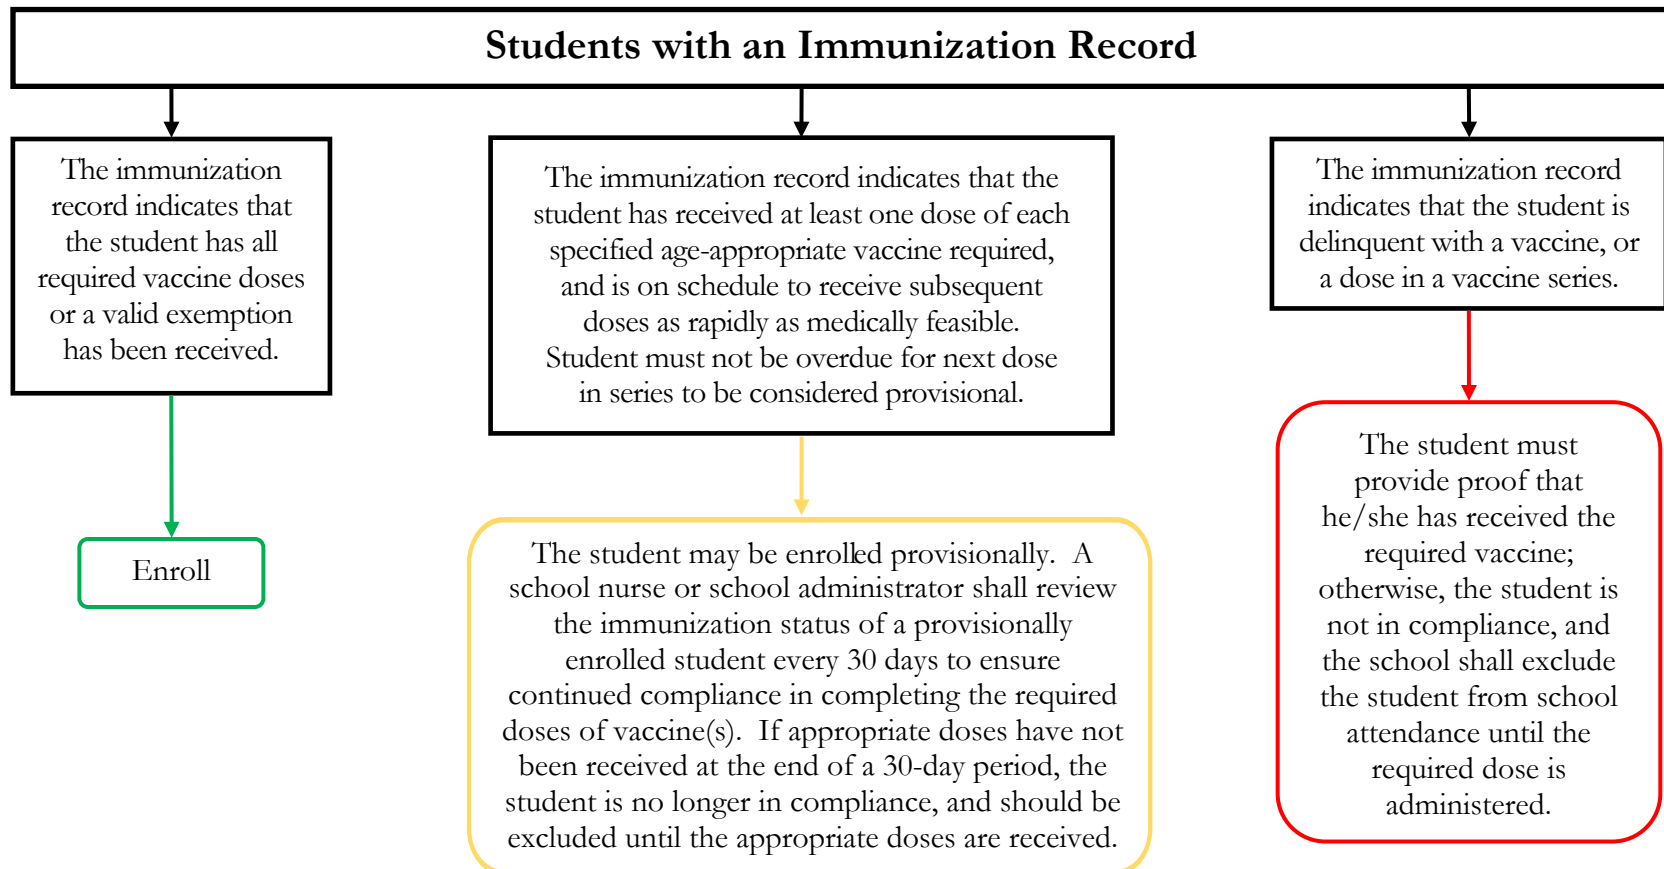 Students with an Immunization Record
The immunization
record indicates that
the student has all
required vaccine doses
or a valid exemption
has been received.
Enroll
The immunization record indicates that the
student has received at least one dose of each
specified age-appropriate vaccine required,
and is on schedule to receive subsequent
doses as rapidly as medically feasible.
Student must not be overdue for next dose
in series to be considered provisional.
The student may be enrolled provisionally.  A
school nurse or school administrator shall review
the immunization status of a provisionally
enrolled student every 30 days to ensure
continued compliance in completing the required
doses of vaccine(s).  If appropriate doses have not
been received at the end of a 30-day period, the
student is no longer in compliance, and should be
excluded until the appropriate doses are received.
The immunization record
indicates that the student is
delinquent with a vaccine, or
a dose in a vaccine series.
The student must
provide proof that
he/she has received the
required vaccine;
otherwise, the student is
not in compliance, and
the school shall exclude
the student from school
attendance until the
required dose is
administered.